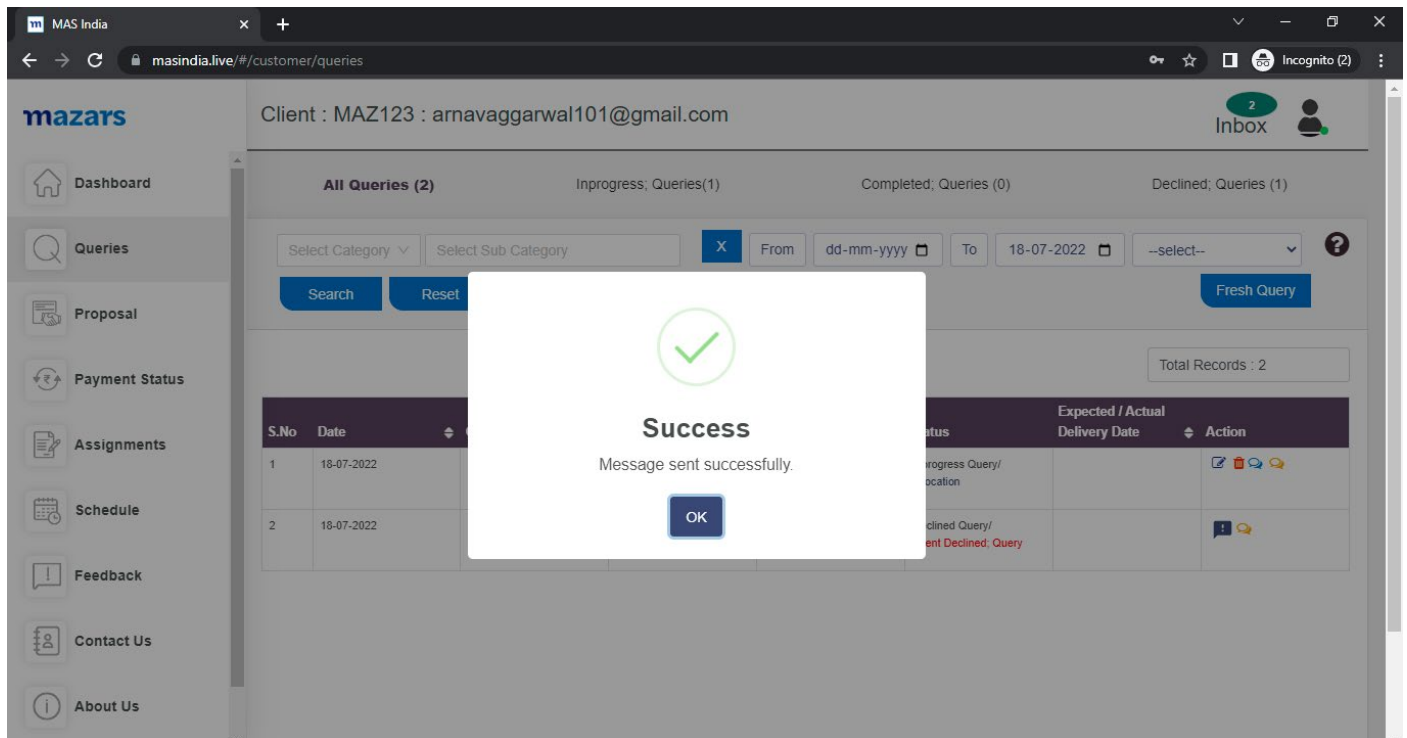 MAS India
masindia.live/#/customer/queries
Incognito (2)
mazars
Client : MAZ123 : arnavaggarwal101@gmail.com
2
Inbox
Dashboard
Queries
Proposal
Payment Status
Assignments
Schedule
Feedback
Contact Us
About Us
All Queries (2)
Inprogress; Queries(1)
Completed; Queries (0)
Declined; Queries (1)
Select Category
Select Sub Category
X
From
dd-mm-yyyy
To
18-07-2022
--select--
Search
Reset
Fresh Query
Total Records : 2
S.No
Date
Expected / Actual
Delivery Date
Action
1
18-07-2022
2
18-07-2022
Query/
Query/
Declined; Query
Success
Message sent successfully.
OK